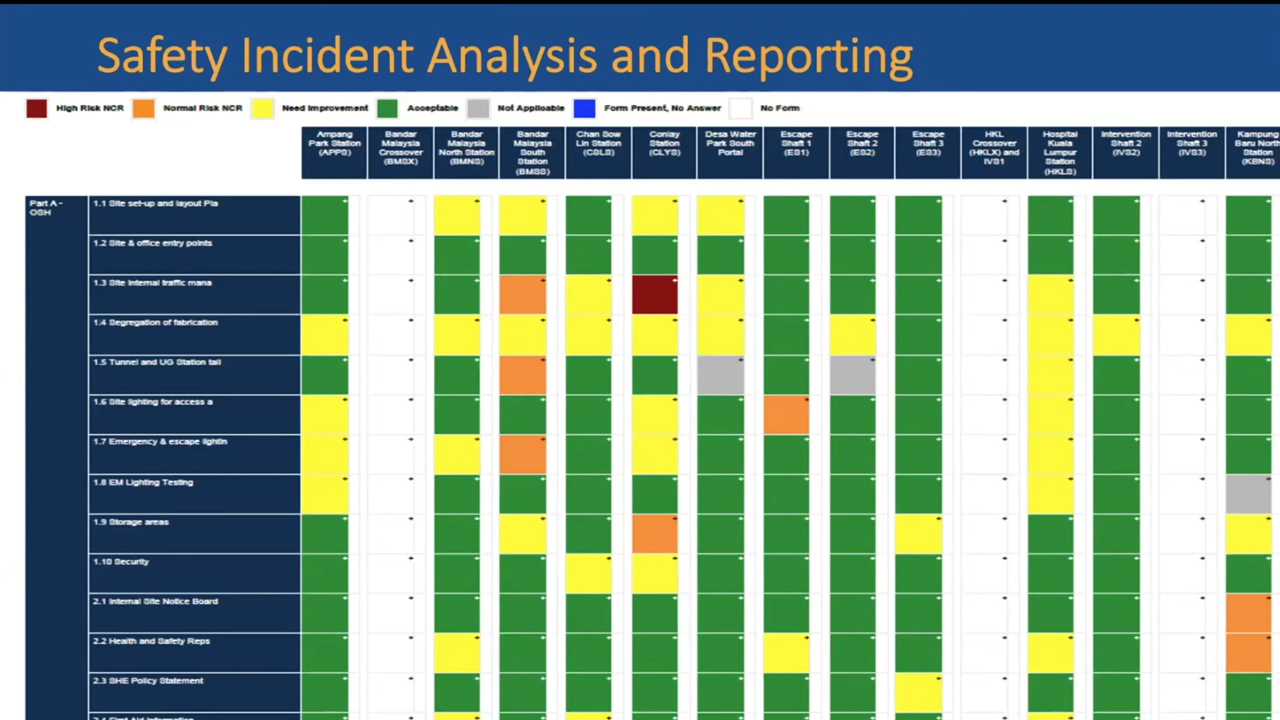 Safety Incident Analysis and Reporting
High Risk NCR Normal Risk NCR Need Improvement Acceptable Not Applicable Form Present, No Answer No Form
Ampang
Park Station
(APPS)
Bandar
Malaysia
Crossover
(BMSX)
Bandar
Malaysia
North Station
(BMNS)
Bandar
Malaysia
South
Station
(BMSS)
Chan Sow
Lin Station
(CSLS)
Conlay
Station
(CLYS)
Desa Water
Park South
Portal
Escape
Shaft 1
(ES1)
Escape
Shaft 2
(ES2)
Escape
Shaft 3
(ES3)
HKL
Crossover
(HKLX) and
IVS1
Hospital
Kuala
Lumpur
Station
(HKLS)
Intervention
Shaft 2
(IVS2)
Intervention
Shaft 3
(IVS3)
Kampung
Baru North
Station
(KBNS)
Part A -
OSH
1.1 Site set-up and layout Pla
1.2 Site & office entry points
1.3 Site internal traffic mana
1.4 Segregation of fabrication
1.5 Tunnel and UG Station tall
1.6 Site lighting for access a
1.7 Emergency & escape lightin
1.8 EM Lighting Testing
1.9 Storage areas
1.10 Security
2.1 Internal Site Notice Board
2.2 Health and Safety Reps
2.3 SHE Policy Statement
2.4 First Aid Information